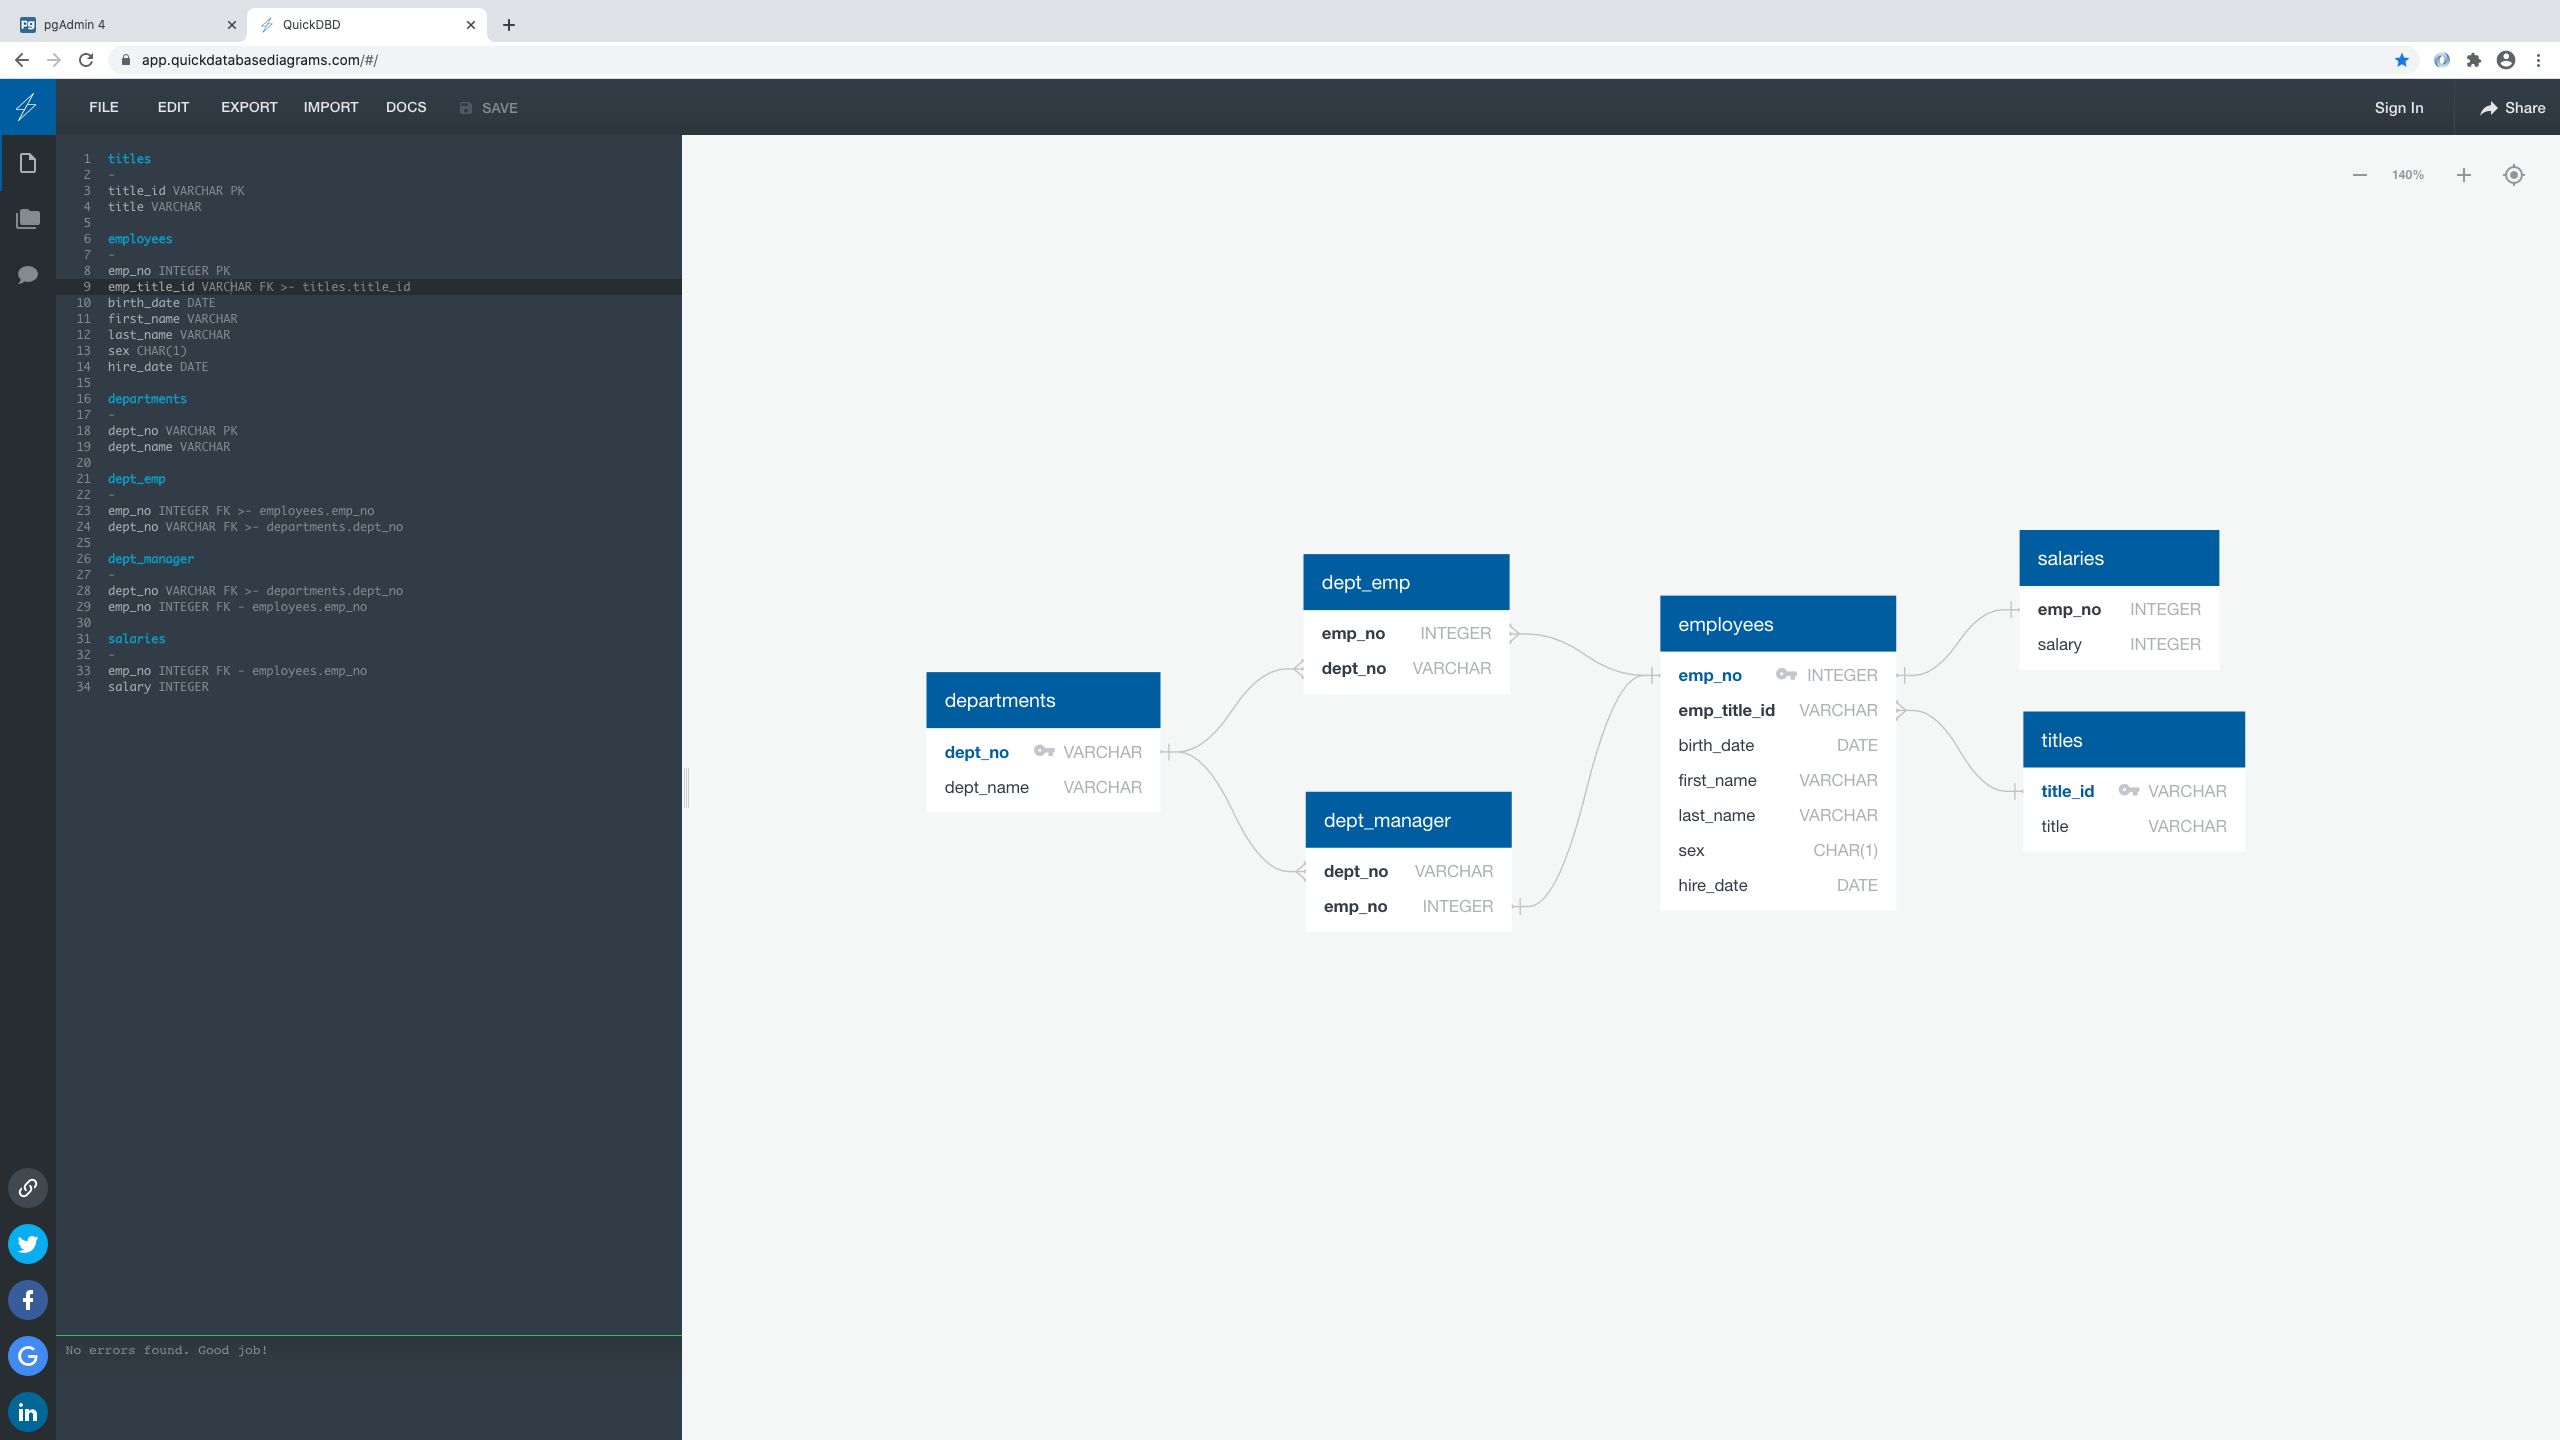 pgAdmin 4
QuickDBD
app.quickdatabasediagrams.com/#/
FILE EDIT EXPORT IMPORT DOCS SAVE Sign In Share
1 titles
2 -
3 title_id VARCHAR PK
4 title VARCHAR
5
6 employees
7 -
8 emp_no INTEGER PK
9 emp_title_id VARCHAR FK >- titles.title_id
10 birth_date DATE
11 first_name VARCHAR
12 last_name VARCHAR
13 sex CHAR(1)
14 hire_date DATE
15
16 departments
17 -
18 dept_no VARCHAR PK
19 dept_name VARCHAR
20
21 dept_emp
22 -
23 emp_no INTEGER FK >- employees.emp_no
24 dept_no VARCHAR FK >- departments.dept_no
25
26 dept_manager
27 -
28 dept_no VARCHAR FK >- departments.dept_no
29 emp_no INTEGER FK - employees.emp_no
30
31 salaries
32 -
33 emp_no INTEGER FK - employees.emp_no
34 salary INTEGER
No errors found. Good job!
140%
departments
dept_no VARCHAR
dept_name VARCHAR
dept_emp
emp_no INTEGER
dept_no VARCHAR
dept_manager
dept_no VARCHAR
emp_no INTEGER
employees
emp_no INTEGER
emp_title_id VARCHAR
birth_date DATE
first_name VARCHAR
last_name VARCHAR
sex CHAR(1)
hire_date DATE
salaries
emp_no INTEGER
salary INTEGER
titles
title_id VARCHAR
title VARCHAR